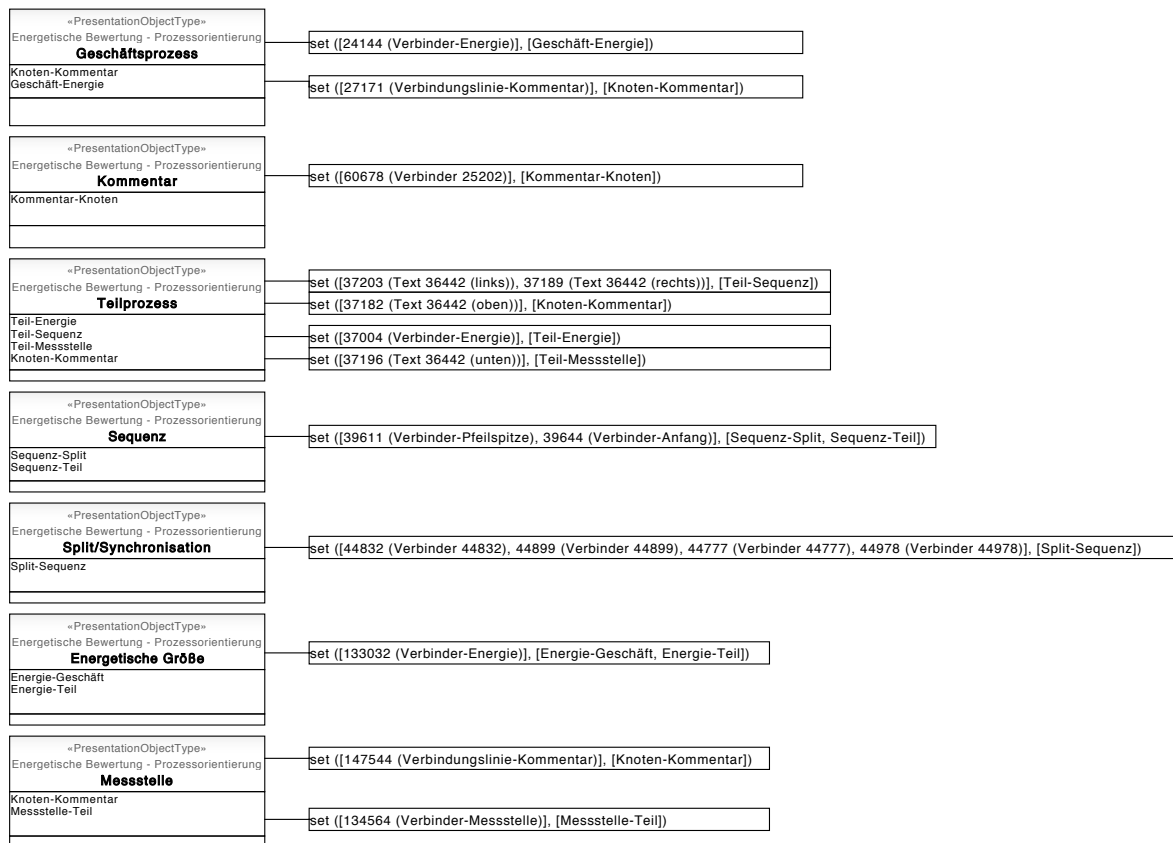 «PresentationObjectType»
Energetische Bewertung - Prozessorientierung
Geschäftsprozess
Knoten-Kommentar
Geschäft-Energie
set ([24144 (Verbinder-Energie)], [Geschäft-Energie])
set ([27171 (Verbindungslinie-Kommentar)], [Knoten-Kommentar])
«PresentationObjectType»
Energetische Bewertung - Prozessorientierung
Kommentar
Kommentar-Knoten
set ([60678 (Verbinder 25202)], [Kommentar-Knoten])
«PresentationObjectType»
Energetische Bewertung - Prozessorientierung
Teilprozess
Teil-Energie
Teil-Sequenz
Teil-Messstelle
Knoten-Kommentar
set ([37203 (Text 36442 (links)), 37189 (Text 36442 (rechts))], [Teil-Sequenz])
set ([37182 (Text 36442 (oben))], [Knoten-Kommentar])
set ([37004 (Verbinder-Energie)], [Teil-Energie])
set ([37196 (Text 36442 (unten))], [Teil-Messstelle])
«PresentationObjectType»
Energetische Bewertung - Prozessorientierung
Sequenz
Sequenz-Split
Sequenz-Teil
set ([39611 (Verbinder-Pfeilspitze), 39644 (Verbinder-Anfang)], [Sequenz-Split, Sequenz-Teil])
«PresentationObjectType»
Energetische Bewertung - Prozessorientierung
Split/Synchronisation
Split-Sequenz
set ([44832 (Verbinder 44832), 44899 (Verbinder 44899), 44777 (Verbinder 44777), 44978 (Verbinder 44978)], [Split-Sequenz])
«PresentationObjectType»
Energetische Bewertung - Prozessorientierung
Energetische Größe
Energie-Geschäft
Energie-Teil
set ([133032 (Verbinder-Energie)], [Energie-Geschäft, Energie-Teil])
«PresentationObjectType»
Energetische Bewertung - Prozessorientierung
Messstelle
Knoten-Kommentar
Messstelle-Teil
set ([147544 (Verbindungslinie-Kommentar)], [Knoten-Kommentar])
set ([134564 (Verbinder-Messstelle)], [Messstelle-Teil])